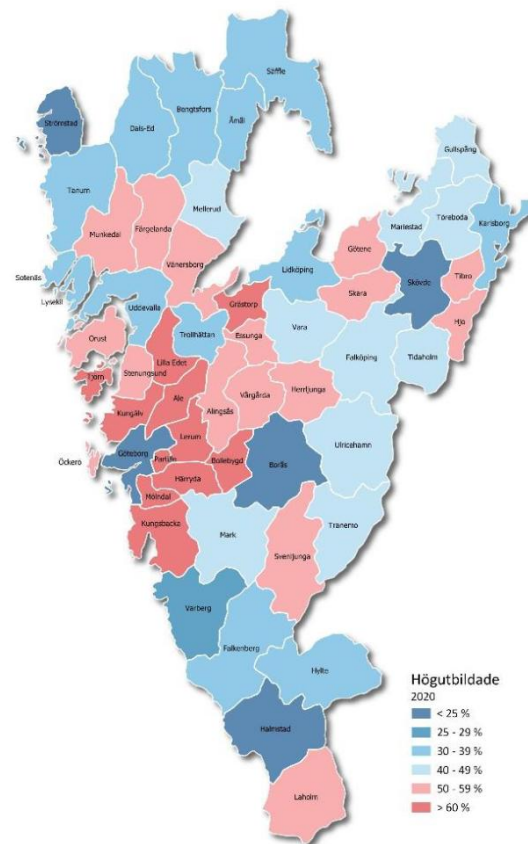 Säffle
Strömstad
Bengtsfors
Dals-Ed
Åmål
Gullspång
Tanum
Mellerud
Töreboda
Mariestad
Karlsborg
Munkedal
Färgelanda
Götene
Vänersborg
Sotenäs
Lidköping
Skövde
Tibro
Lysekil
Skara
Grästorp
Uddevalla
Hjo
Vara
Trollhättan
Essunga
Orust
Falköping
Tidaholm
Lilla Edet
Stenungsund
Tjörn
Herrljunga
Vårgårda
Ale
Alingsås
Kungälv
Lerum
Ulricehamn
Göteborg
Partille
Bollebygd
Öckerö
Borås
Härryda
Mölndal
Kungsbacka
Tranemo
Mark
Svenljunga
Varberg
Falkenberg
Hylte
Högutbildade
2020
< 25 %
25 - 29 %
30 - 39 %
40 - 49 %
50 - 59 %
> 60 %
Halmstad
Laholm